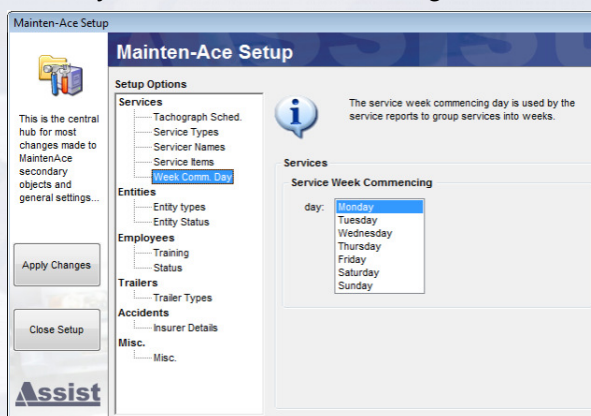 Mainten-Ace Setup
Mainten-Ace Setup
This is the central
hub for most
changes made to
MaintenAce
secondary
objects and
general settings...
Apply Changes
Close Setup
Assist
Setup Options
Services
Tachograph Sched.
Service Types
Servicer Names
Service Items
Week Comm. Day
Entities
Entity types
Entity Status
Employees
Training
Status
Trailers
Trailer Types
Accidents
Insurer Details
Misc.
Misc.
The service week commencing day is used by the
service reports to group services into weeks.
Services
Service Week Commencing
day:
Monday
Tuesday
Wednesday
Thursday
Friday
Saturday
Sunday